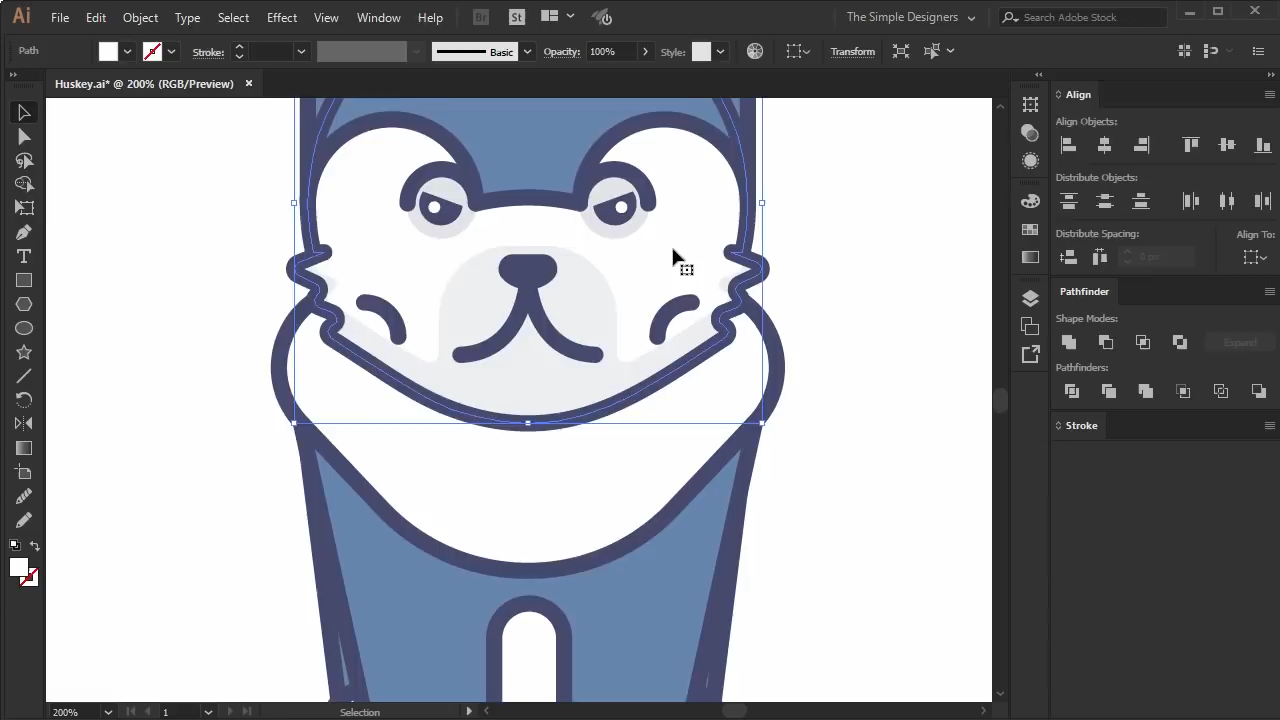 Ai File Edit Object Type Select Effect View Window Help Br St The Simple Designers Search Adobe Stock
Path Stroke: Basic Opacity: 100% Style: Transform
Huskey.ai* @ 200% (RGB/Preview) ×
Align
Align Objects:
Distribute Objects:
Distribute Spacing: Align To:
0 px
Pathfinder
Shape Modes:
Expand
Pathfinders:
Stroke
200% 1 Selection